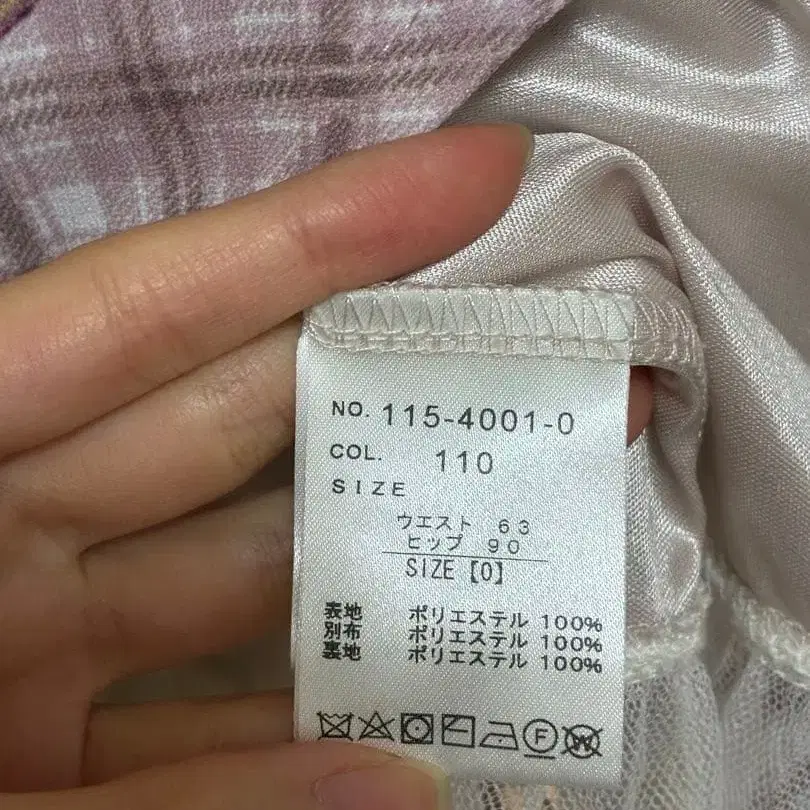 NO. 115-4001-0
COL. 110
SIZE
ウエスト 63
ヒップ 90
SIZE【0】
表地 ポリエステル 100%
別布 ポリエステル 100%
裏地 ポリエステル 100%
F W